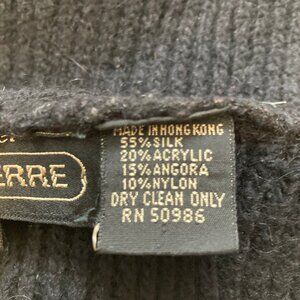 ERRE
MADE IN HONG KONG
55% SILK
20% ACRYLIC
15% ANGORA
10% NYLON
DRY CLEAN ONLY
RN 50986